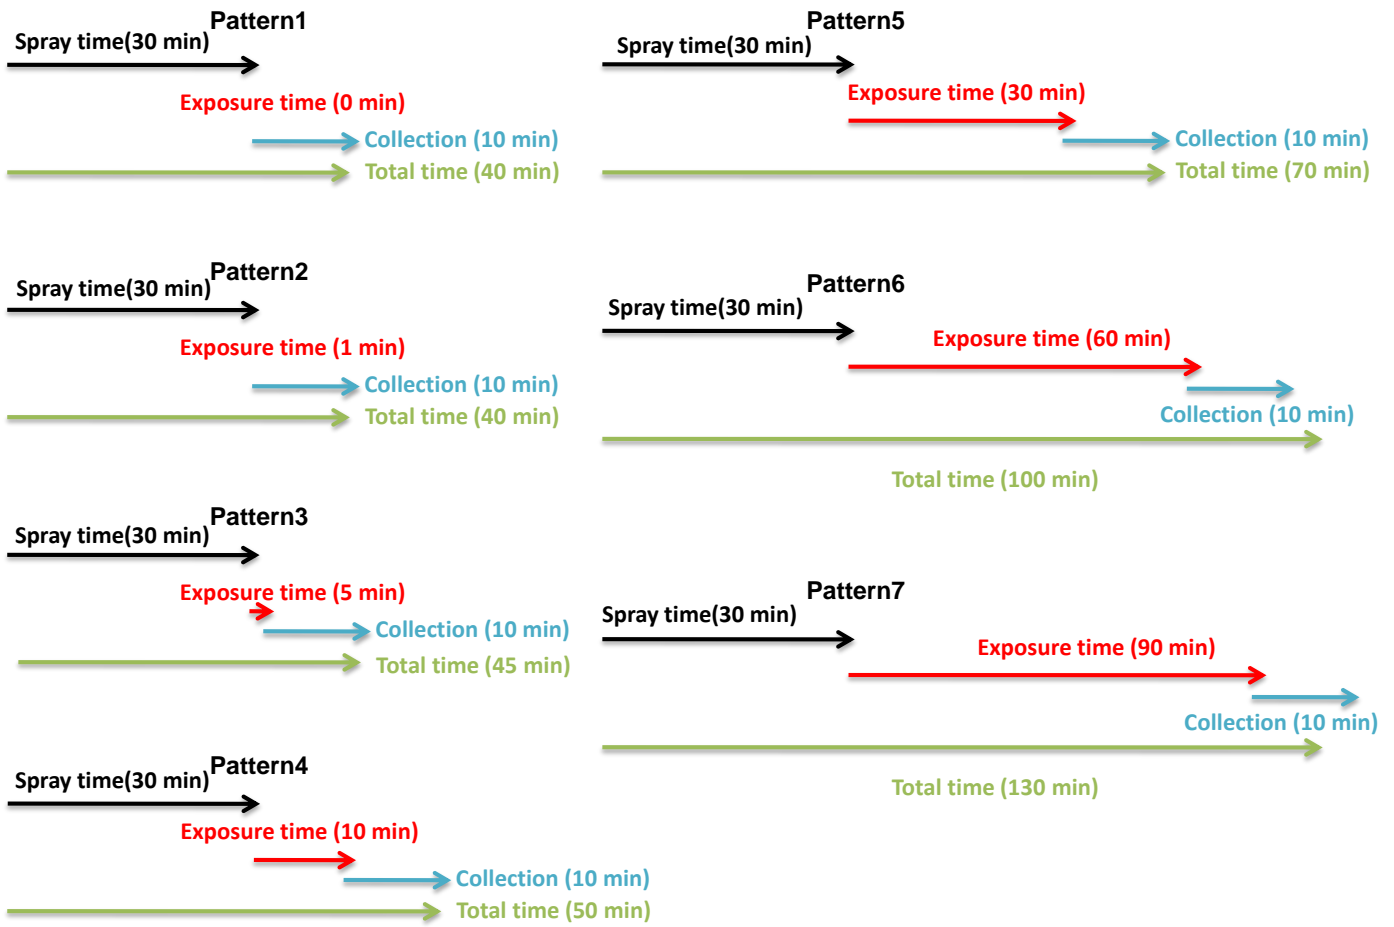 Pattern1
Spray time(30 min)
Exposure time (0 min)
Collection (10 min)
Total time (40 min)
Pattern2
Spray time(30 min)
Exposure time (1 min)
Collection (10 min)
Total time (40 min)
Pattern3
Spray time(30 min)
Exposure time (5 min)
Collection (10 min)
Total time (45 min)
Pattern4
Spray time(30 min)
Exposure time (10 min)
Collection (10 min)
Total time (50 min)
Pattern5
Spray time(30 min)
Exposure time (30 min)
Collection (10 min)
Total time (70 min)
Pattern6
Spray time(30 min)
Exposure time (60 min)
Collection (10 min)
Total time (100 min)
Pattern7
Spray time(30 min)
Exposure time (90 min)
Collection (10 min)
Total time (130 min)